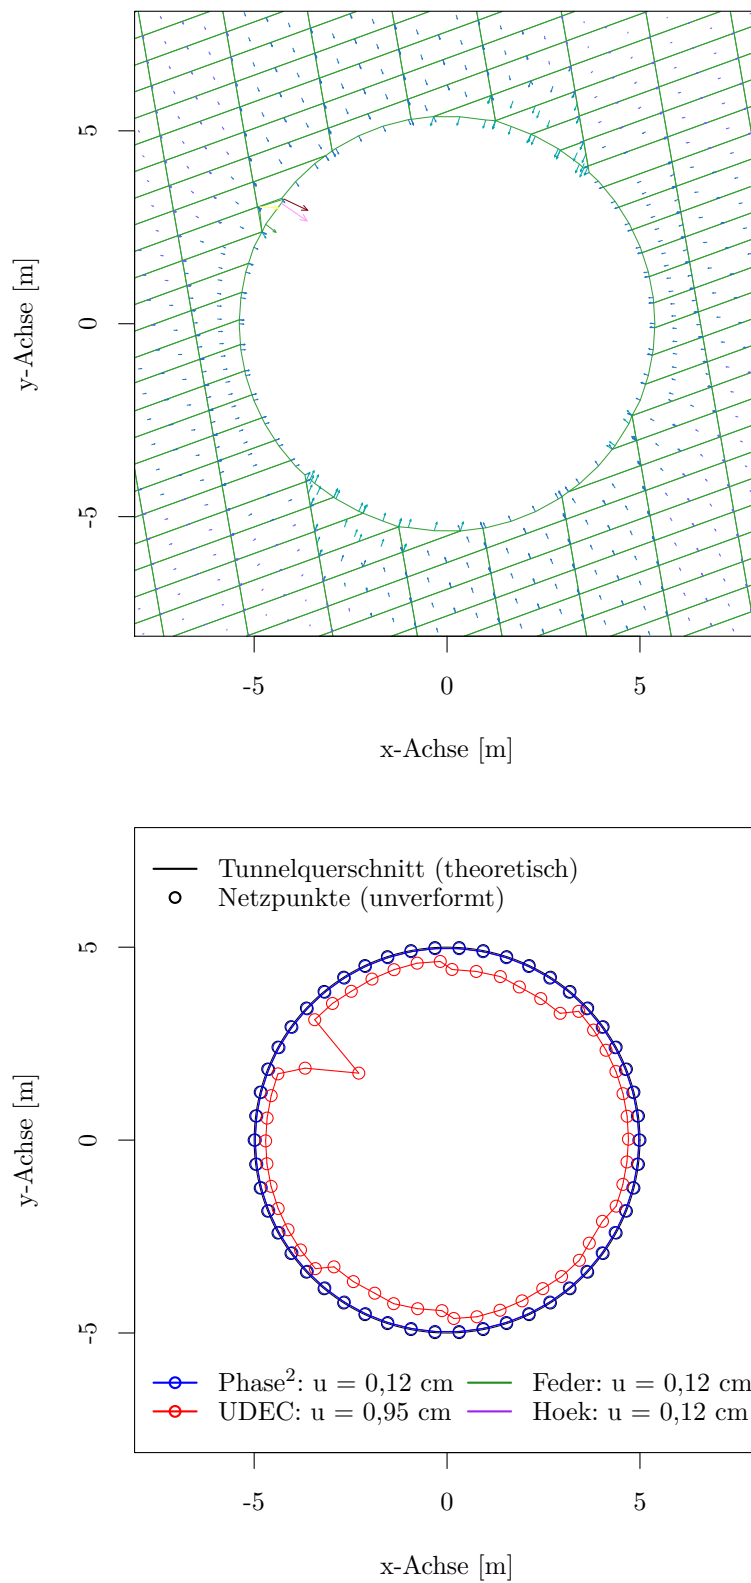 5
y-Achse [m]
0
-5
-5 0 5
x-Achse [m]
Tunnelquerschnitt (theoretisch)
Netzpunkte (unverformt)
5
y-Achse [m]
0
-5
Phase²: u = 0,12 cm Feder: u = 0,12 cm
UDEC: u = 0,95 cm Hoek: u = 0,12 cm
-5 0 5
x-Achse [m]